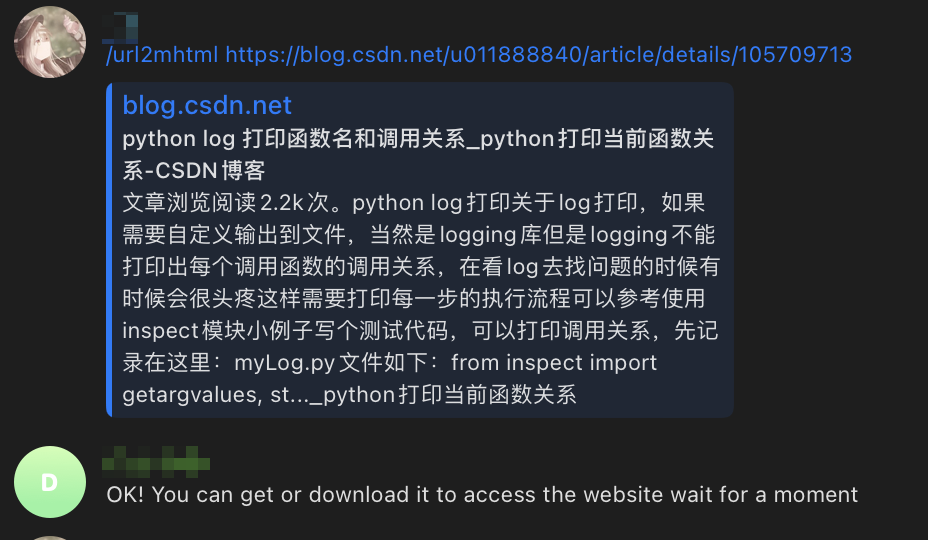 /url2mhtml https://blog.csdn.net/u011888840/article/details/105709713
blog.csdn.net
python log 打印函数名和调用关系_python打印当前函数关
系-CSDN博客
文章浏览阅读2.2k次。python log打印关于log打印，如果
需要自定义输出到文件，当然是logging库但是logging不能
打印出每个调用函数的调用关系，在看log去找问题的时候有
时候会很头疼这样需要打印每一步的执行流程可以参考使用
inspect模块小例子写个测试代码，可以打印调用关系，先记
录在这里：myLog.py文件如下：from inspect import
getargvalues, st..._python打印当前函数关系
D
OK! You can get or download it to access the website wait for a moment